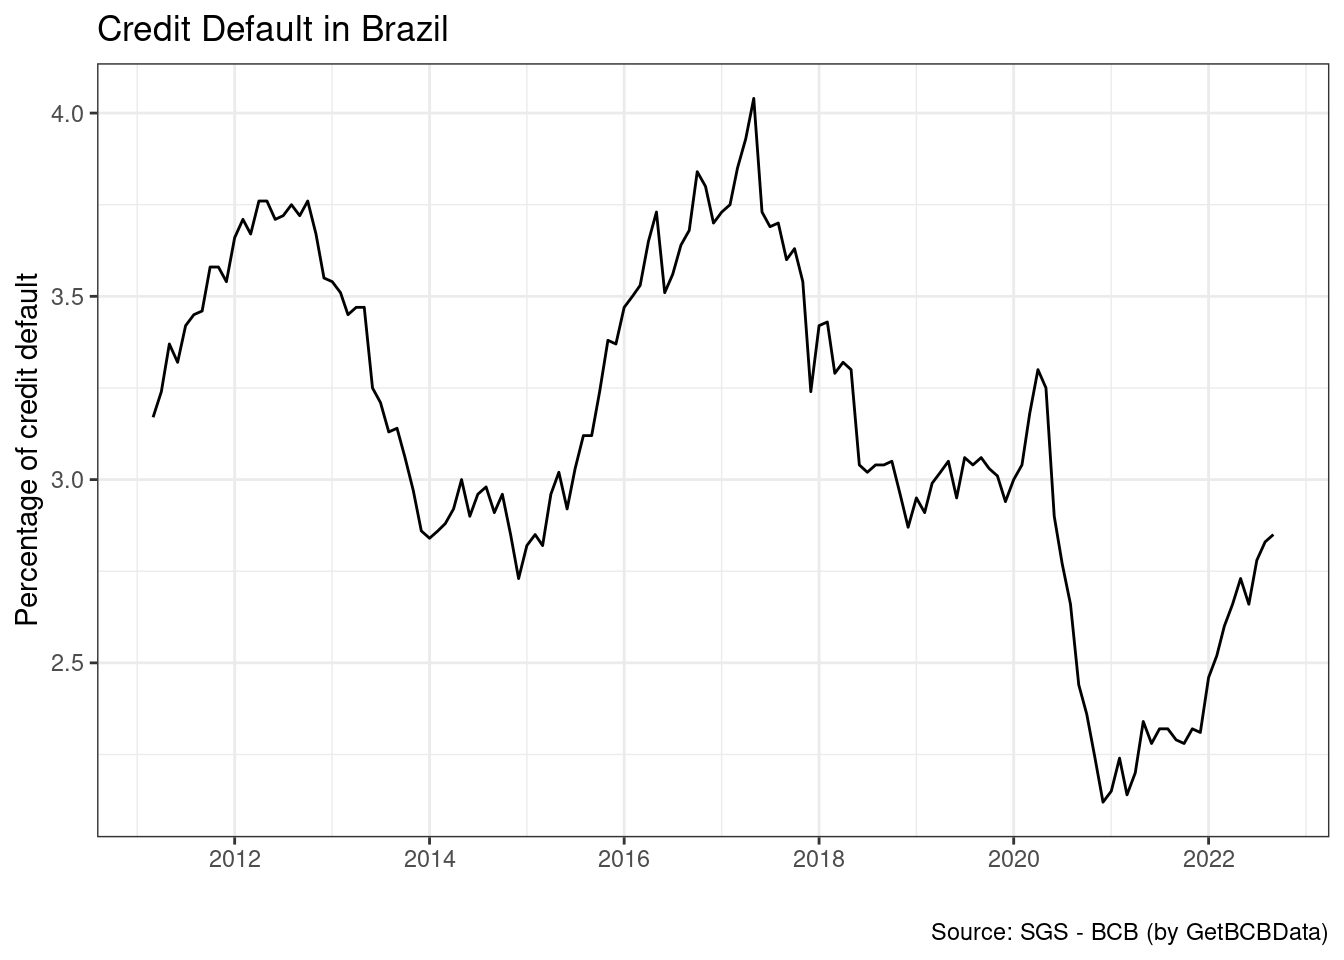 Credit Default in Brazil
Percentage of credit default
4.0
3.5
3.0
2.5
2012 2014 2016 2018 2020 2022
Source: SGS - BCB (by GetBCBData)